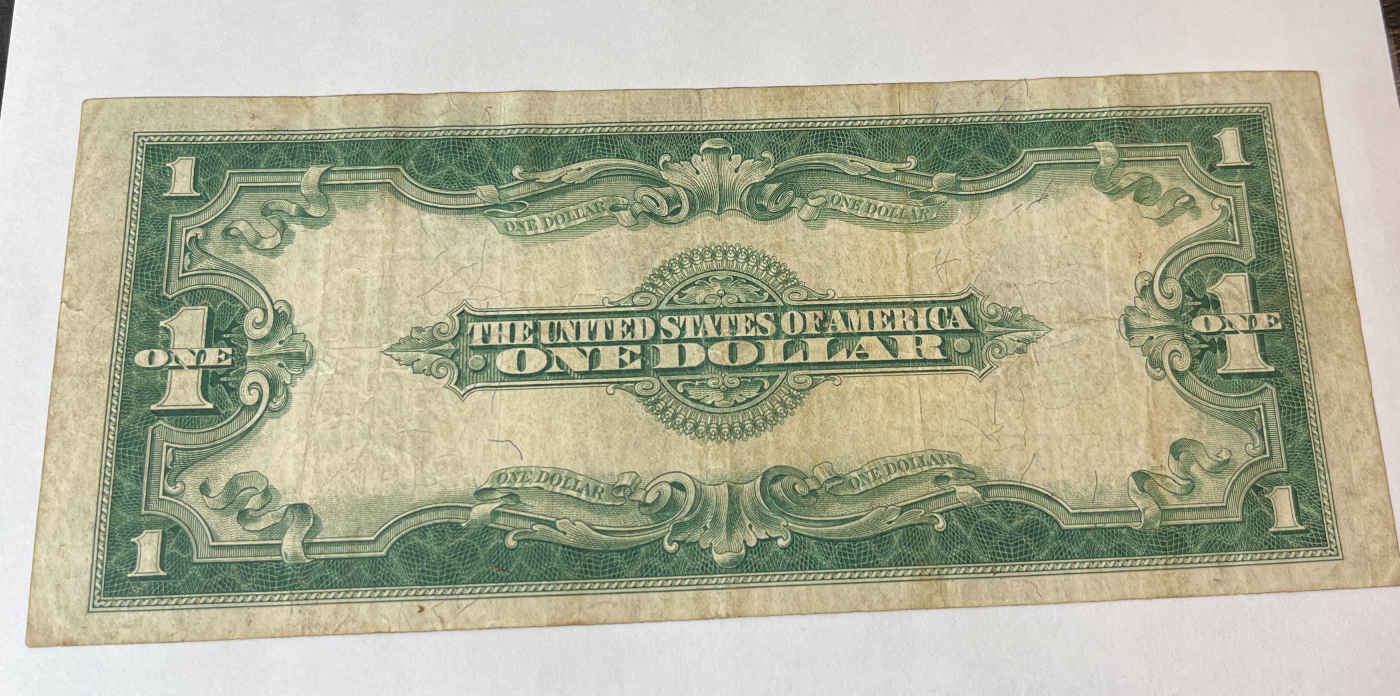 1
1
ONE DOLLAR
ONE DOLLAR
1
ONE
THE UNITED STATES OF AMERICA
ONE DOLLAR
1
ONE
ONE DOLLAR
ONE DOLLAR
1
1